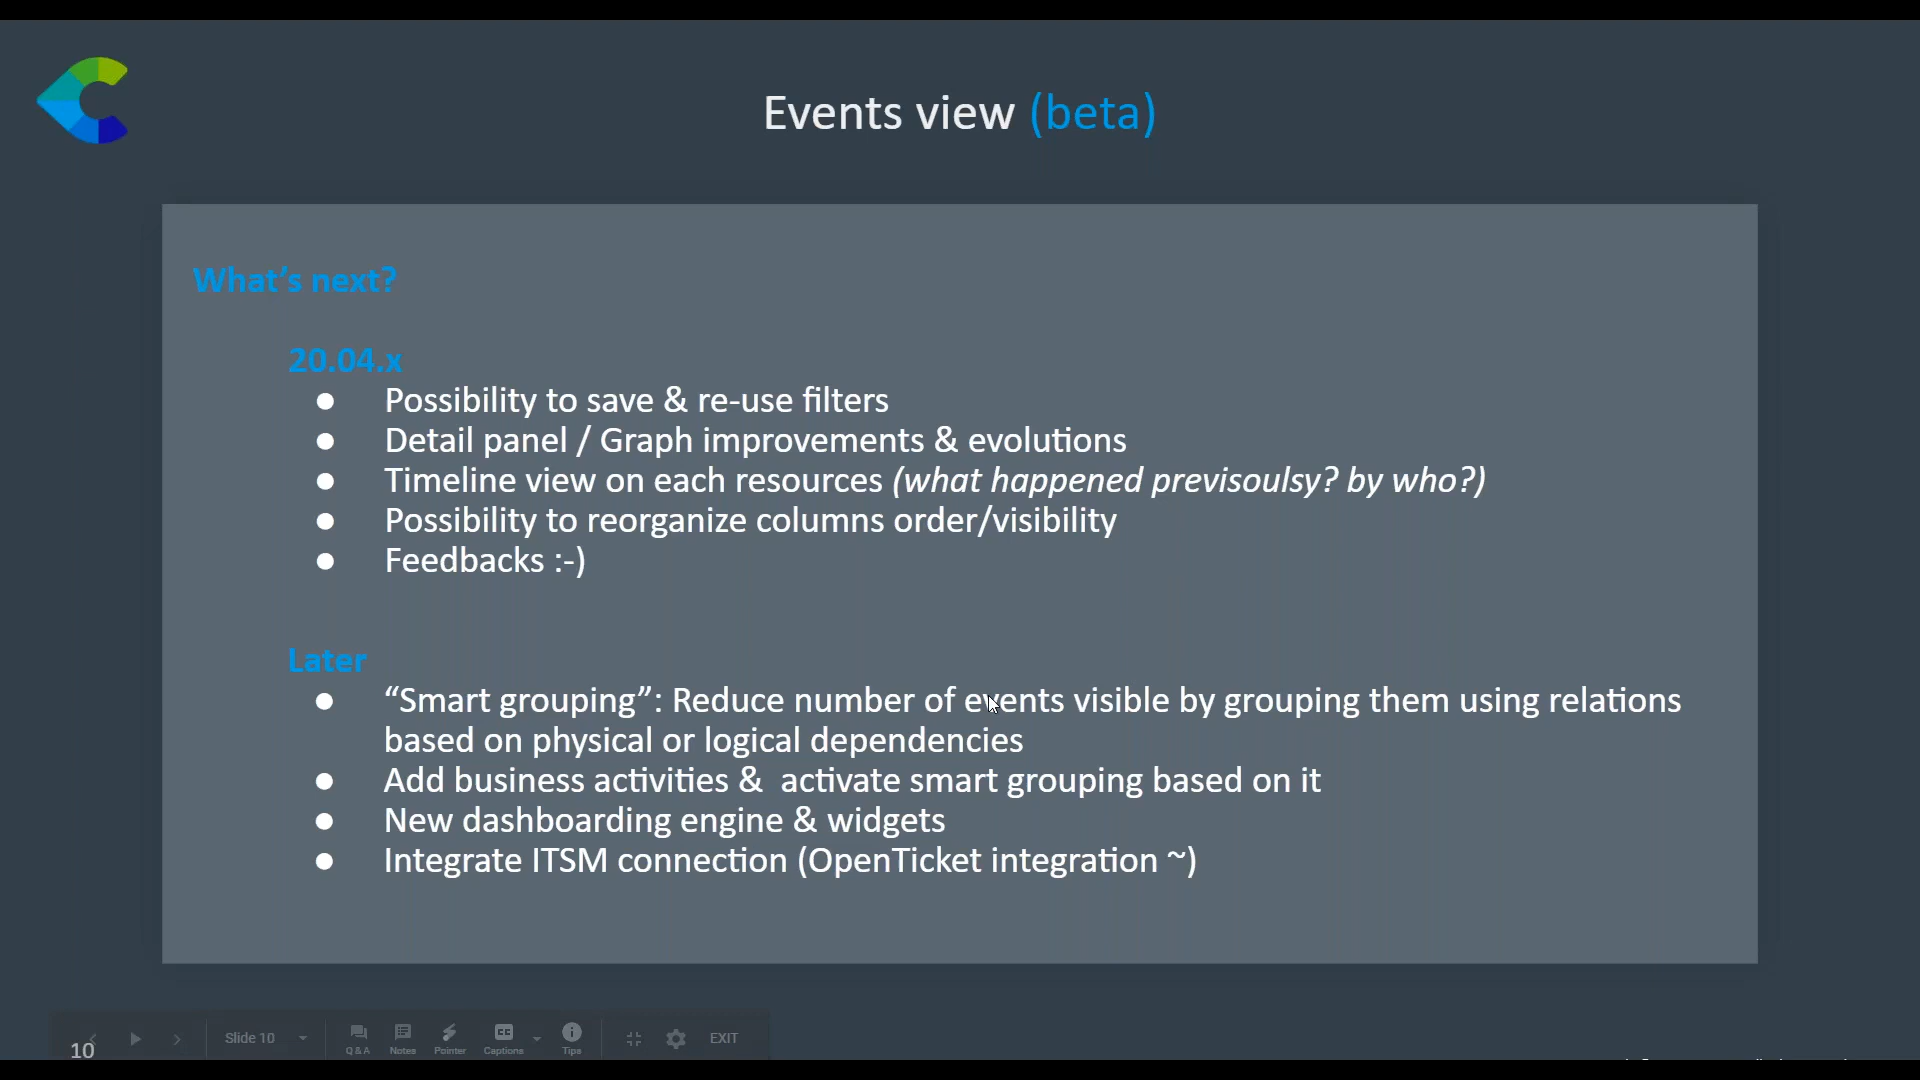 Events view (beta)
What’s next?
20.04.x
● Possibility to save & re-use filters
● Detail panel / Graph improvements & evolutions
● Timeline view on each resources (what happened previsoulsy? by who?)
● Possibility to reorganize columns order/visibility
● Feedbacks :-)
Later
● “Smart grouping”: Reduce number of events visible by grouping them using relations
based on physical or logical dependencies
● Add business activities &  activate smart grouping based on it
● New dashboarding engine & widgets
● Integrate ITSM connection (OpenTicket integration ~)
Slide 10
Q & A
Notes
Pointer
Captions
Tips
EXIT
10